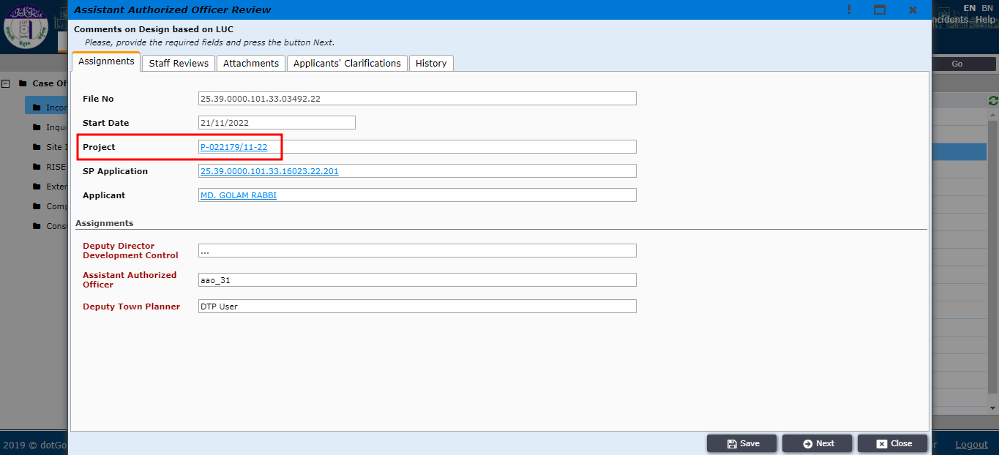 Assistant Authorized Officer Review
EN BN
Incidents Help
Comments on Design based on LUC
Please, provide the required fields and press the button Next.
Assignments Staff Reviews Attachments Applicants' Clarifications History
Go
Case Of
Incor
Inqui
Site I
RISE
Exter
Comp
Const
File No 25.39.0000.101.33.03492.22
Start Date 21/11/2022
Project P-022179/11-22
SP Application 25.39.0000.101.33.16023.22.201
Applicant MD. GOLAM RABBI
Assignments
Deputy Director
Development Control ...
Assistant Authorized
Officer aao_31
Deputy Town Planner DTP User
Save Next Close
2019 © dotGo
r Logout